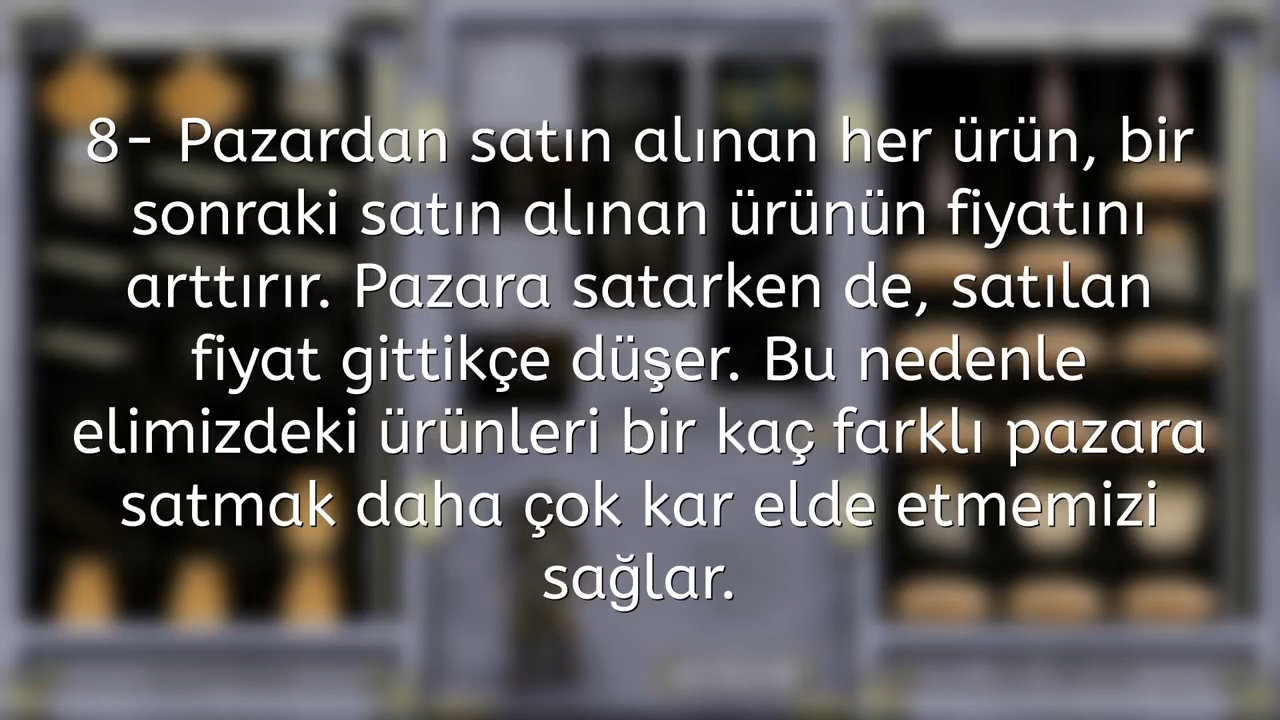 8- Pazardan satın alınan her ürün, bir
sonraki satın alınan ürünün fiyatını
arttırır. Pazara satarken de, satılan
fiyat gittikçe düşer. Bu nedenle
elimizdeki ürünleri bir kaç farklı pazara
satmak daha çok kar elde etmemizi
sağlar.